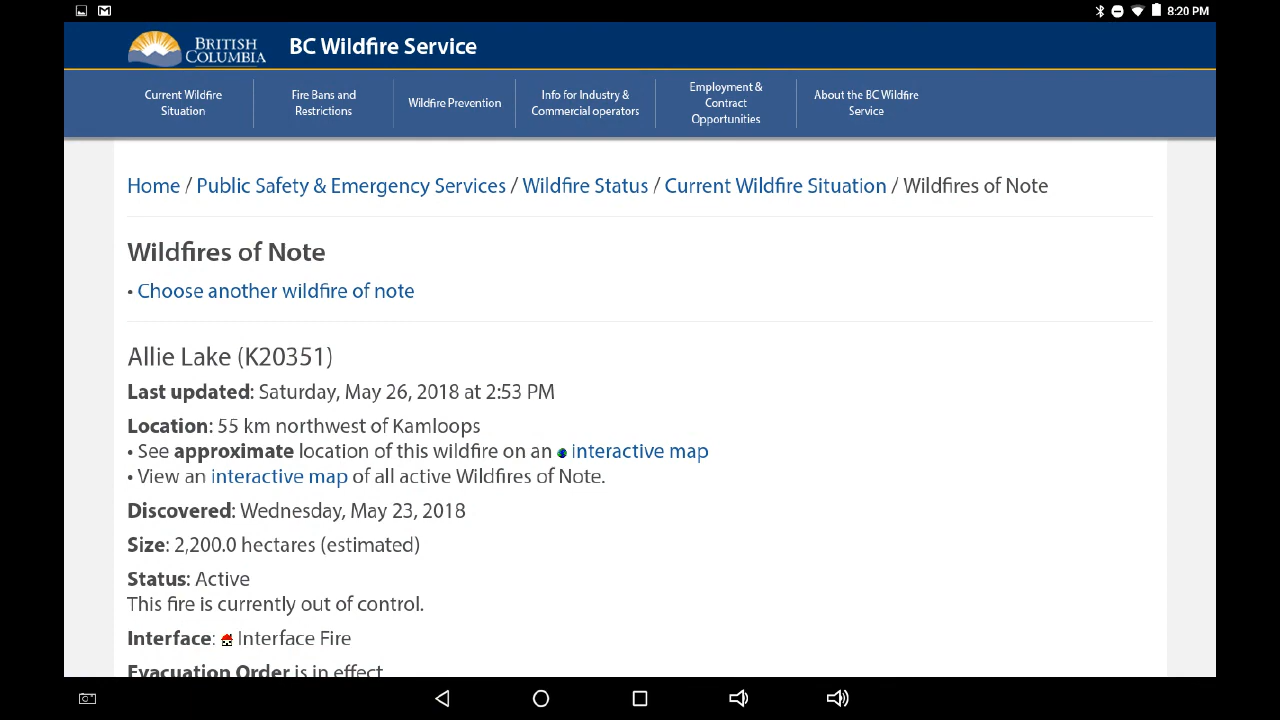 8:20 PM
BRITISH
COLUMBIA
BC Wildfire Service
Current Wildfire
Situation
Fire Bans and
Restrictions
Wildfire Prevention
Info for Industry &
Commercial operators
Employment &
Contract
Opportunities
About the BC Wildfire
Service
Home / Public Safety & Emergency Services / Wildfire Status / Current Wildfire Situation / Wildfires of Note
Wildfires of Note
• Choose another wildfire of note
Allie Lake (K20351)
Last updated: Saturday, May 26, 2018 at 2:53 PM
Location: 55 km northwest of Kamloops
• See approximate location of this wildfire on an interactive map
• View an interactive map of all active Wildfires of Note.
Discovered: Wednesday, May 23, 2018
Size: 2,200.0 hectares (estimated)
Status: Active
This fire is currently out of control.
Interface: Interface Fire
Evacuation Order is in effect